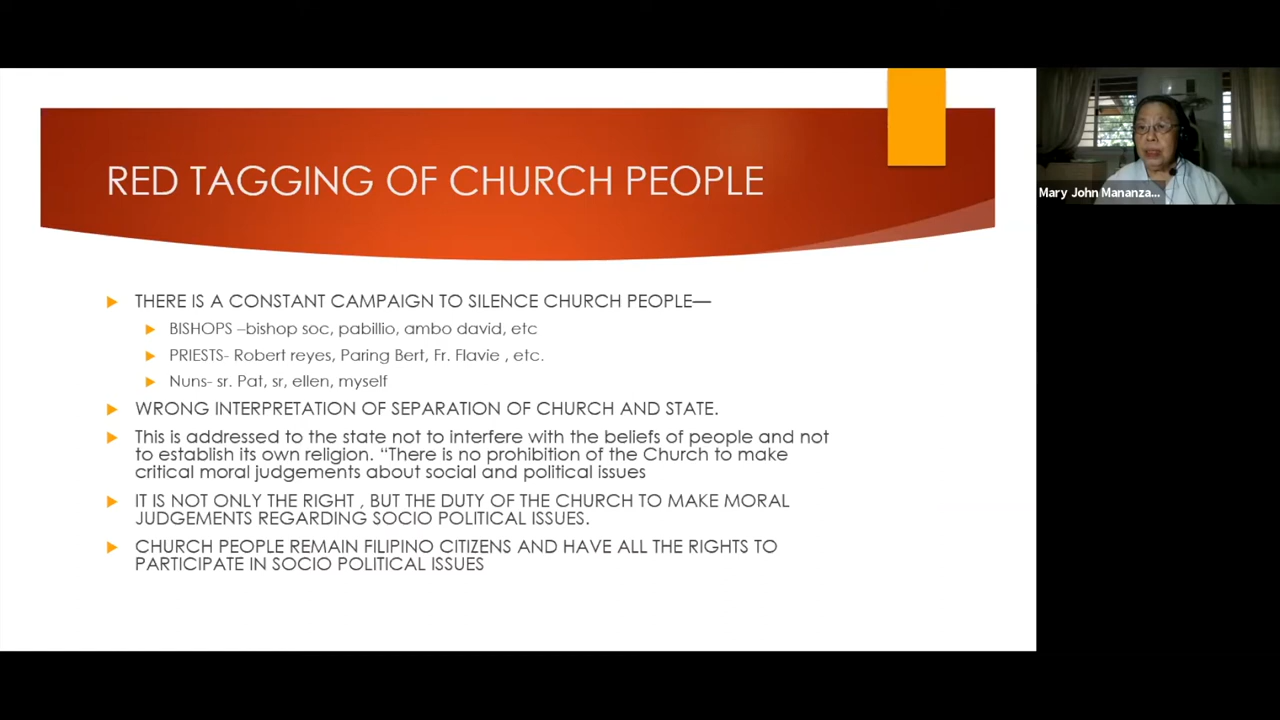 RED TAGGING OF CHURCH PEOPLE
THERE IS A CONSTANT CAMPAIGN TO SILENCE CHURCH PEOPLE—
BISHOPS –bishop soc, pabillio, ambo david, etc
PRIESTS- Robert reyes, Paring Bert, Fr. Flavie , etc.
Nuns- sr. Pat, sr, ellen, myself
WRONG INTERPRETATION OF SEPARATION OF CHURCH AND STATE.
This is addressed to the state not to interfere with the beliefs of people and not
to establish its own religion. “There is no prohibition of the Church to make
critical moral judgements about social and political issues
IT IS NOT ONLY THE RIGHT , BUT THE DUTY OF THE CHURCH TO MAKE MORAL
JUDGEMENTS REGARDING SOCIO POLITICAL ISSUES.
CHURCH PEOPLE REMAIN FILIPINO CITIZENS AND HAVE ALL THE RIGHTS TO
PARTICIPATE IN SOCIO POLITICAL ISSUES
Mary John Mananza...